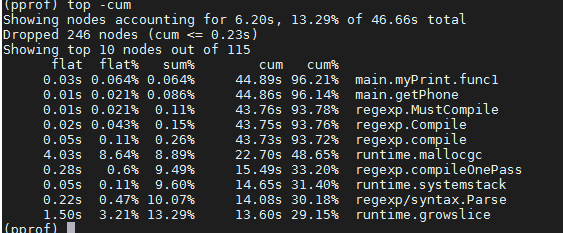 (pprof) top -cum
Showing nodes accounting for 6.20s, 13.29% of 46.66s total
Dropped 246 nodes (cum <= 0.23s)
Showing top 10 nodes out of 115
flat flat% sum% cum cum%
0.03s 0.064% 0.064% 44.89s 96.21% main.myPrint.func1
0.01s 0.021% 0.086% 44.86s 96.14% main.getPhone
0.01s 0.021% 0.11% 43.76s 93.78% regexp.MustCompile
0.02s 0.043% 0.15% 43.75s 93.76% regexp.Compile
0.05s 0.11% 0.26% 43.73s 93.72% regexp.compile
4.03s 8.64% 8.89% 22.70s 48.65% runtime.mallocgc
0.28s 0.6% 9.49% 15.49s 33.20% regexp.compileOnePass
0.05s 0.11% 9.60% 14.65s 31.40% runtime.systemstack
0.22s 0.47% 10.07% 14.08s 30.18% regexp/syntax.Parse
1.50s 3.21% 13.29% 13.60s 29.15% runtime.growslice
(pprof)